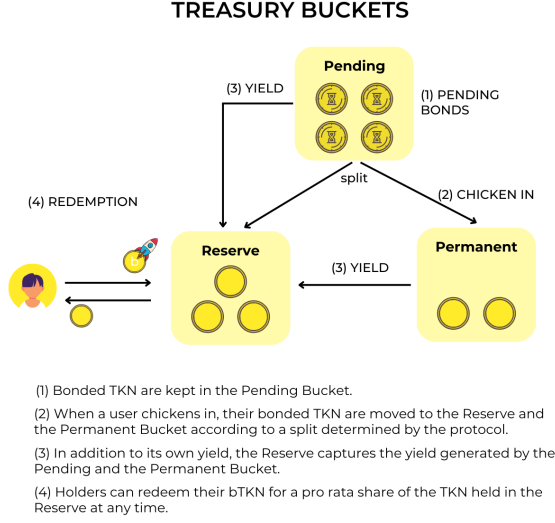 TREASURY BUCKETS
Pending
(3) YIELD
(1) PENDING
BONDS
split
(2) CHICKEN IN
(4) REDEMPTION
b
Reserve
Permanent
(3) YIELD
(1) Bonded TKN are kept in the Pending Bucket.
(2) When a user chickens in, their bonded TKN are moved to the Reserve and
the Permanent Bucket according to a split determined by the protocol.
(3) In addition to its own yield, the Reserve captures the yield generated by the
Pending and the Permanent Bucket.
(4) Holders can redeem their bTKN for a pro rata share of the TKN held in the
Reserve at any time.